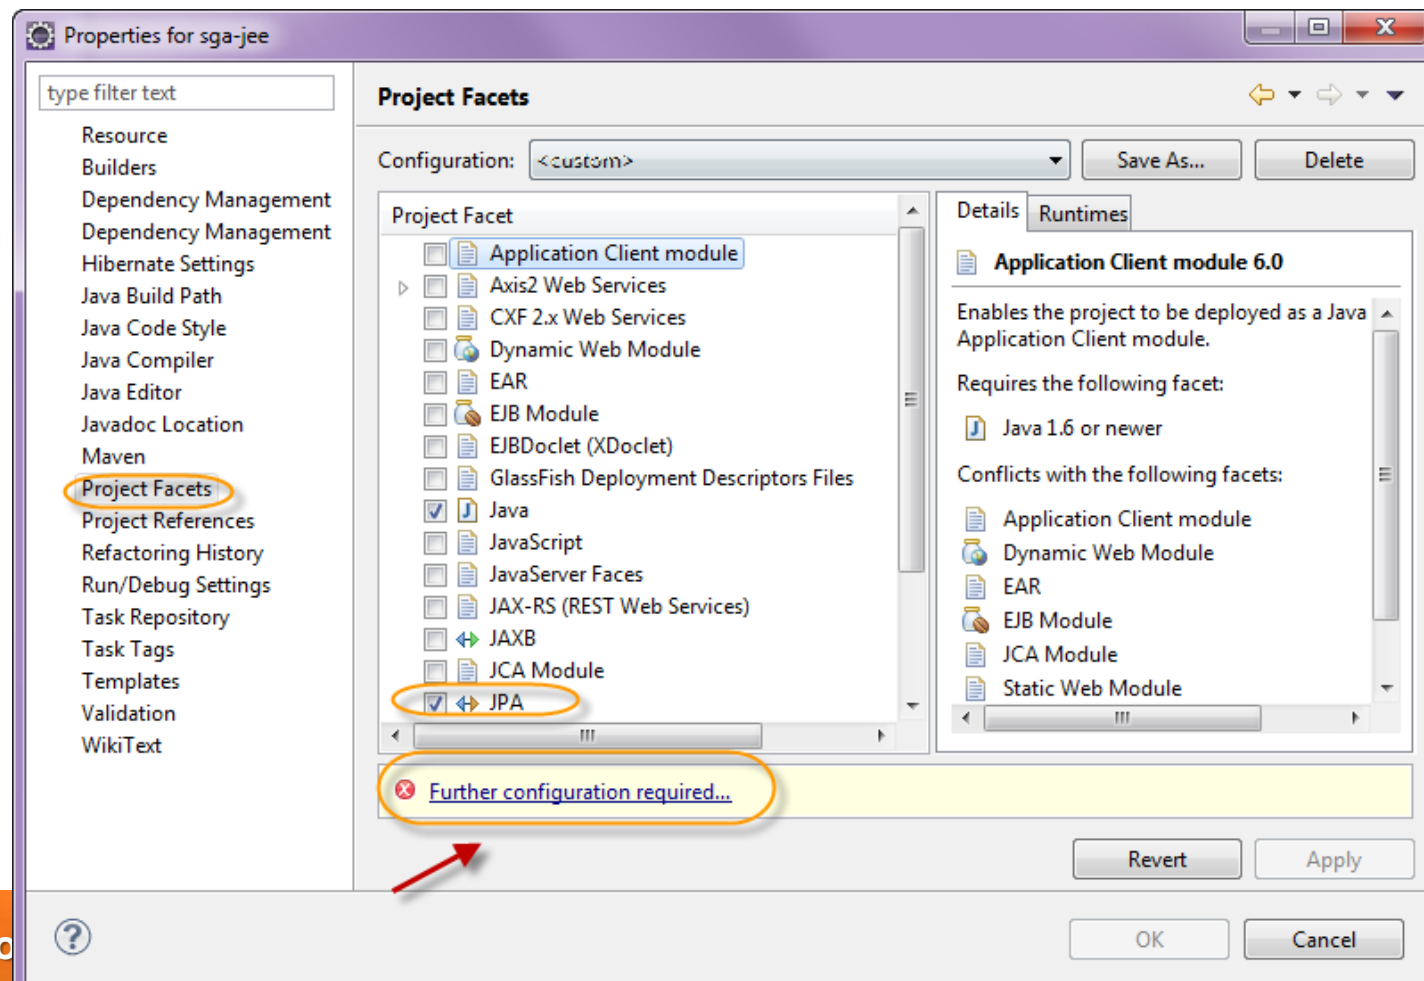 Properties for sga-jee
type filter text
Resource
Builders
Dependency Management
Dependency Management
Hibernate Settings
Java Build Path
Java Code Style
Java Compiler
Java Editor
Javadoc Location
Maven
Project Facets
Project References
Refactoring History
Run/Debug Settings
Task Repository
Task Tags
Templates
Validation
WikiText
Project Facets
Configuration: <custom> Save As... Delete
Project Facet
Application Client module
Axis2 Web Services
CXF 2.x Web Services
Dynamic Web Module
EAR
EJB Module
EJBDoclet (XDoclet)
GlassFish Deployment Descriptors Files
Java
JavaScript
JavaServer Faces
JAX-RS (REST Web Services)
JAXB
JCA Module
JPA
Details Runtimes
Application Client module 6.0
Enables the project to be deployed as a Java
Application Client module.
Requires the following facet:
Java 1.6 or newer
Conflicts with the following facets:
Application Client module
Dynamic Web Module
EAR
EJB Module
JCA Module
Static Web Module
Further configuration required...
Revert Apply
OK Cancel